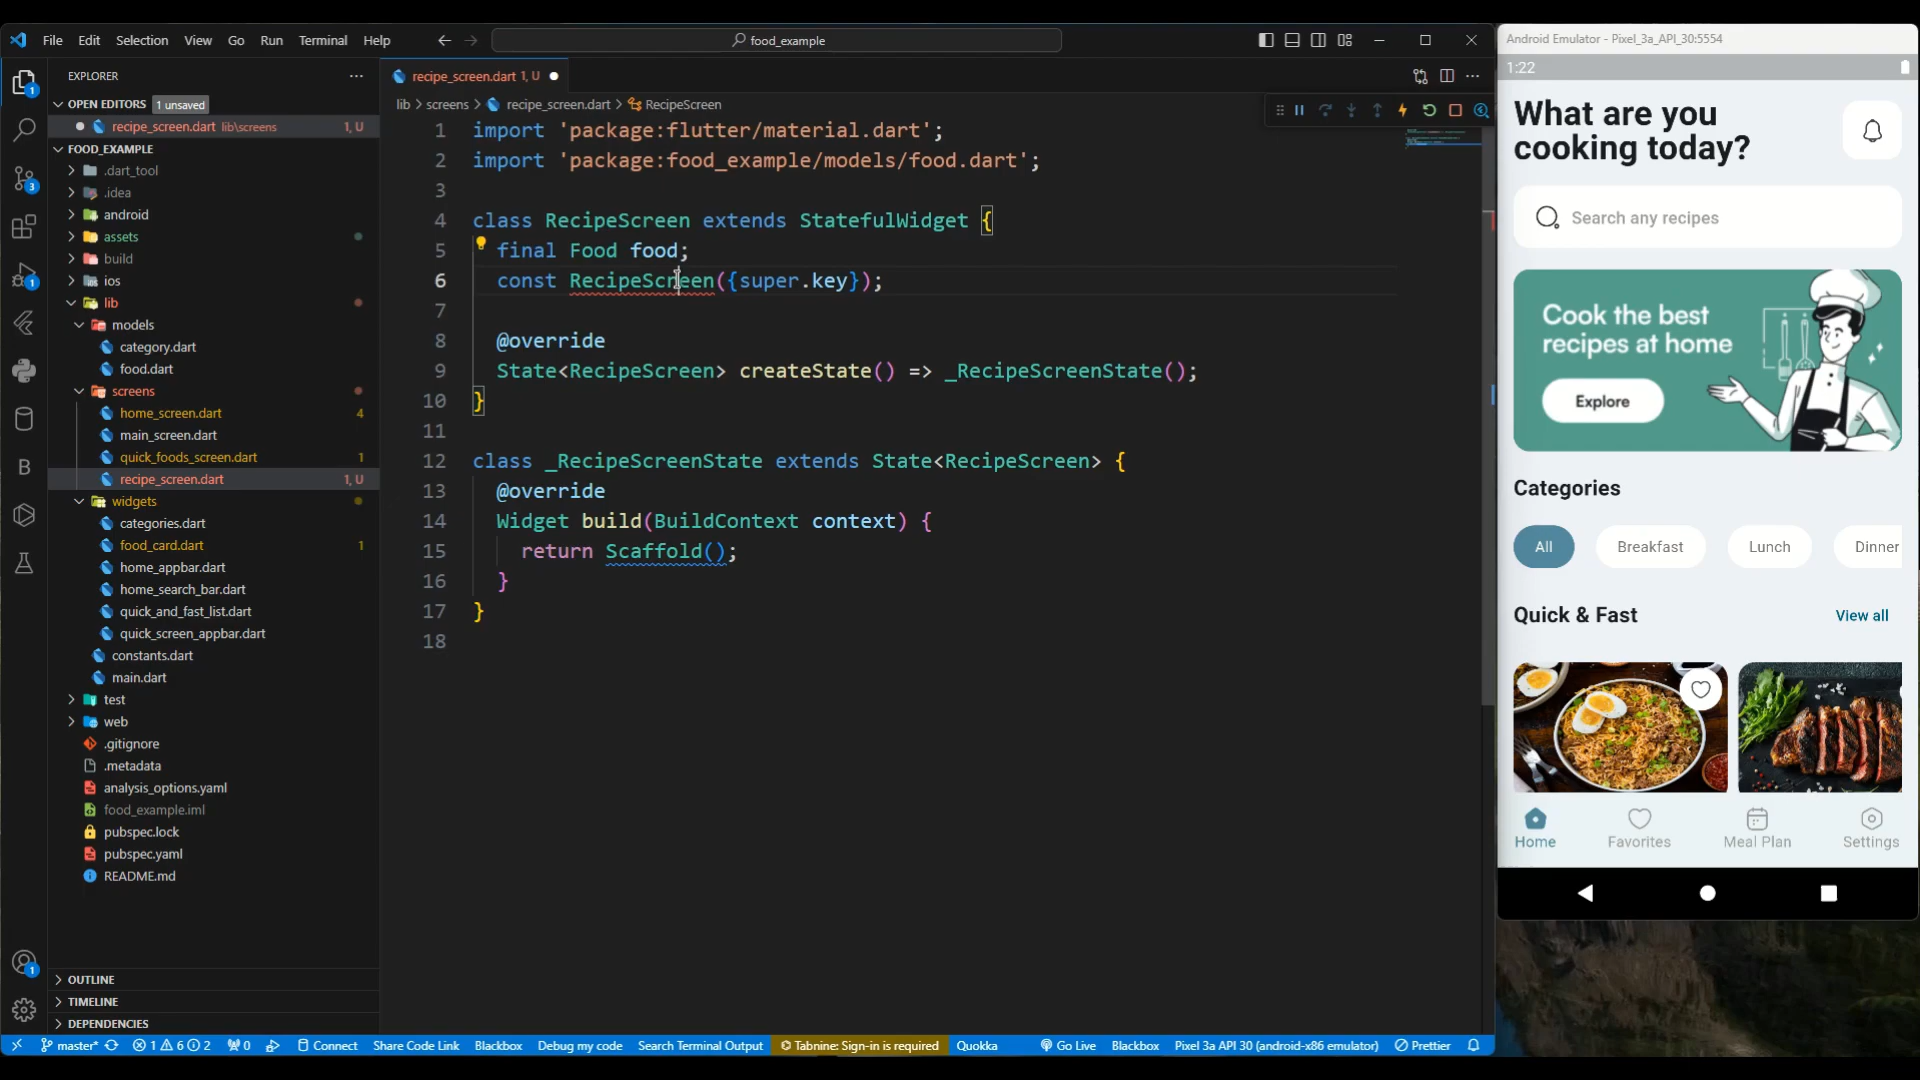 File Edit Selection View Go Run Terminal Help
food_example
EXPLORER
OPEN EDITORS 1 unsaved
recipe_screen.dart lib\screens 1, U
FOOD_EXAMPLE
.dart_tool
.idea
android
assets
build
ios
lib
models
category.dart
food.dart
screens
home_screen.dart 4
main_screen.dart
quick_foods_screen.dart 1
recipe_screen.dart 1, U
widgets
categories.dart
food_card.dart 1
home_appbar.dart
home_search_bar.dart
quick_and_fast_list.dart
quick_screen_appbar.dart
constants.dart
main.dart
test
web
.gitignore
.metadata
analysis_options.yaml
food_example.iml
pubspec.lock
pubspec.yaml
README.md
OUTLINE
TIMELINE
DEPENDENCIES
1
3
1
B
1
recipe_screen.dart 1, U
lib > screens > recipe_screen.dart > RecipeScreen
1 import 'package:flutter/material.dart';
2 import 'package:food_example/models/food.dart';
3
4 class RecipeScreen extends StatefulWidget {
5 final Food food;
6 const RecipeScreen({super.key});
7
8 @override
9 State<RecipeScreen> createState() => _RecipeScreenState();
10 }
11
12 class _RecipeScreenState extends State<RecipeScreen> {
13 @override
14 Widget build(BuildContext context) {
15 return Scaffold();
16 }
17 }
18
master* 1 6 2 0 Connect Share Code Link Blackbox Debug my code Search Terminal Output Tabnine: Sign-in is required Quokka Go Live Blackbox Pixel 3a API 30 (android-x86 emulator) Prettier
Android Emulator - Pixel_3a_API_30:5554
1:22
What are you
cooking today?
Search any recipes
Cook the best
recipes at home
Explore
Categories
All Breakfast Lunch Dinner
Quick & Fast View all
Home Favorites Meal Plan Settings